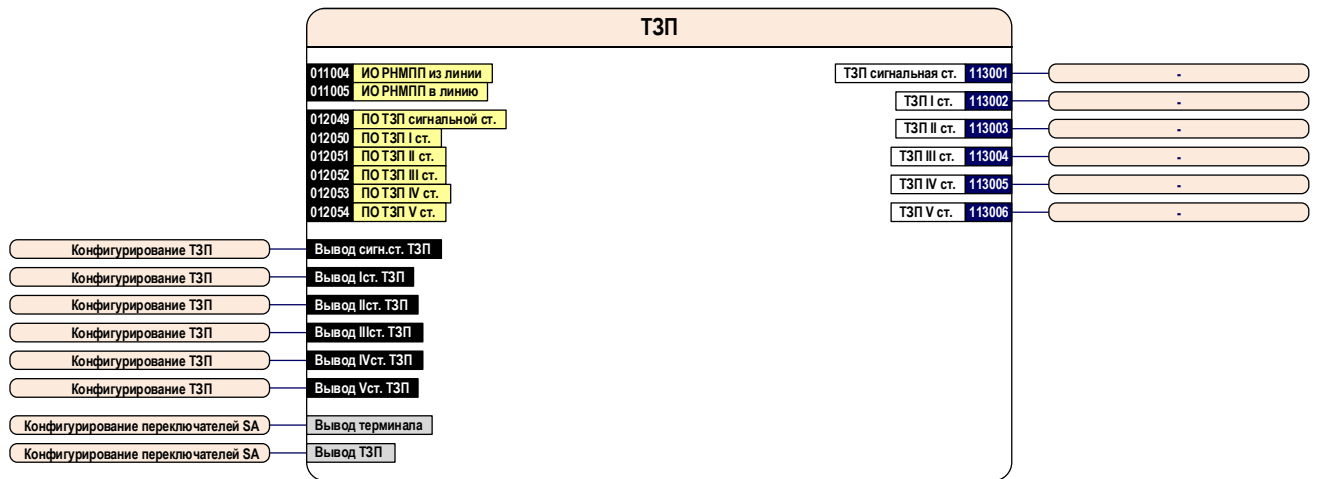 ТЗП
011004 ИО РНМПП из линии
011005 ИО РНМПП в линию
012049 ПО ТЗП сигнальной ст.
012050 ПО ТЗП I ст.
012051 ПО ТЗП II ст.
012052 ПО ТЗП III ст.
012053 ПО ТЗП IV ст.
012054 ПО ТЗП V ст.
ТЗП сигнальная ст. 113001 -
ТЗП I ст. 113002 -
ТЗП II ст. 113003 -
ТЗП III ст. 113004 -
ТЗП IV ст. 113005 -
ТЗП V ст. 113006 -
Конфигурирование ТЗП Вывод сигн.ст. ТЗП
Конфигурирование ТЗП Вывод Iст. ТЗП
Конфигурирование ТЗП Вывод IIст. ТЗП
Конфигурирование ТЗП Вывод IIIст. ТЗП
Конфигурирование ТЗП Вывод IVст. ТЗП
Конфигурирование ТЗП Вывод Vст. ТЗП
Конфигурирование переключателей SA Вывод терминала
Конфигурирование переключателей SA Вывод ТЗП